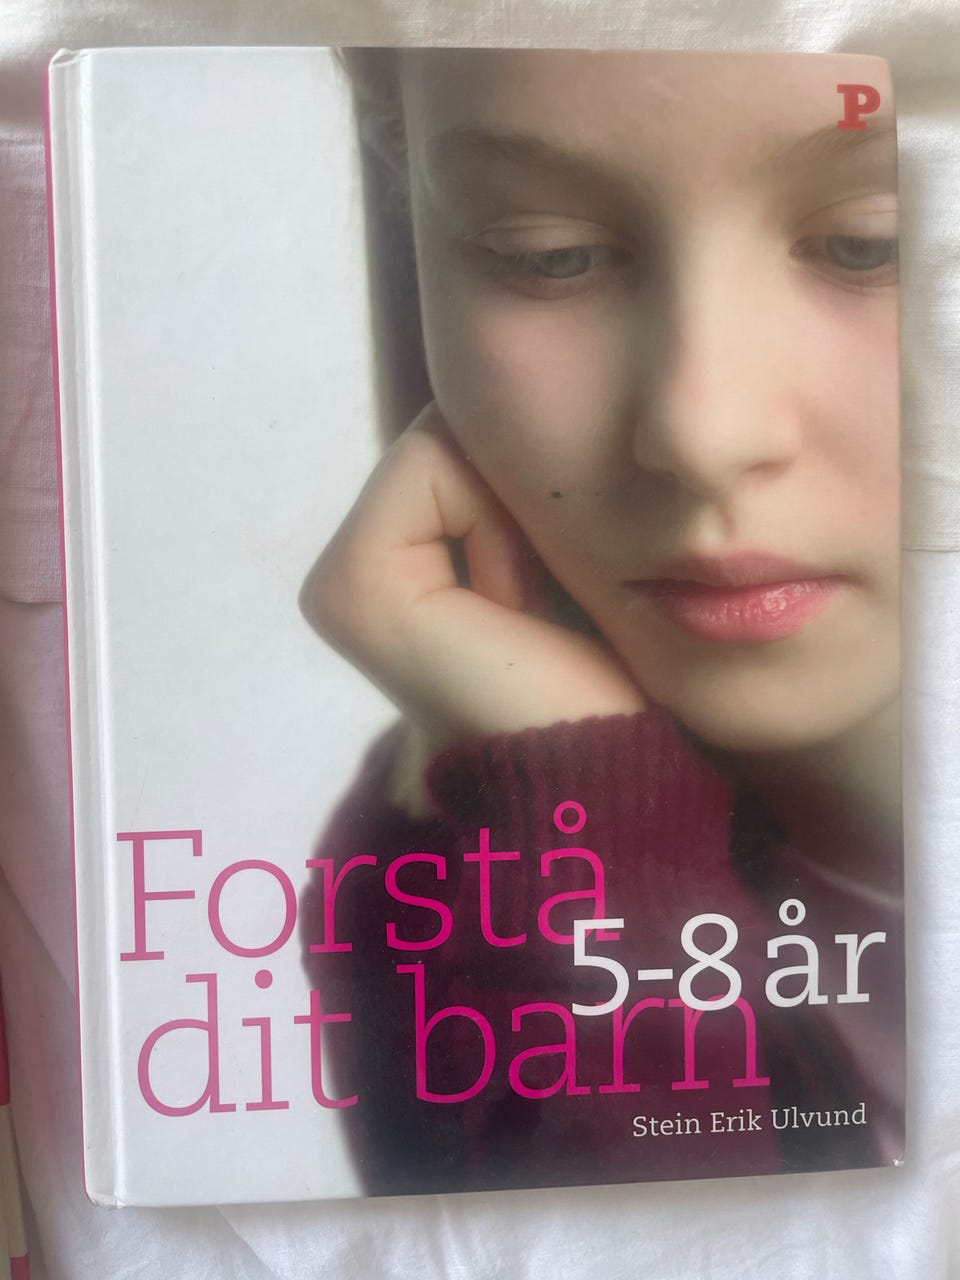 P
Forstå
5-8 år
dit barn
Stein Erik Ulvund